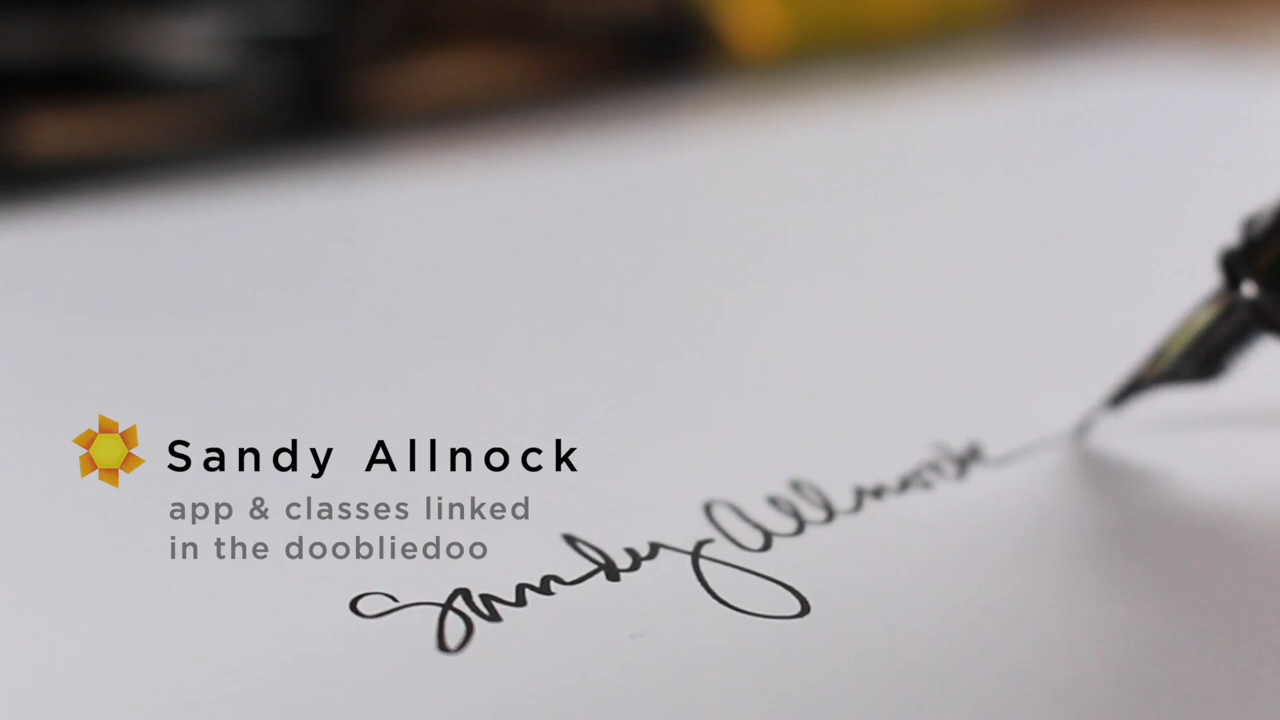 Sandy Allnock
app & classes linked
in the doobliedoo
Sandy Allnock